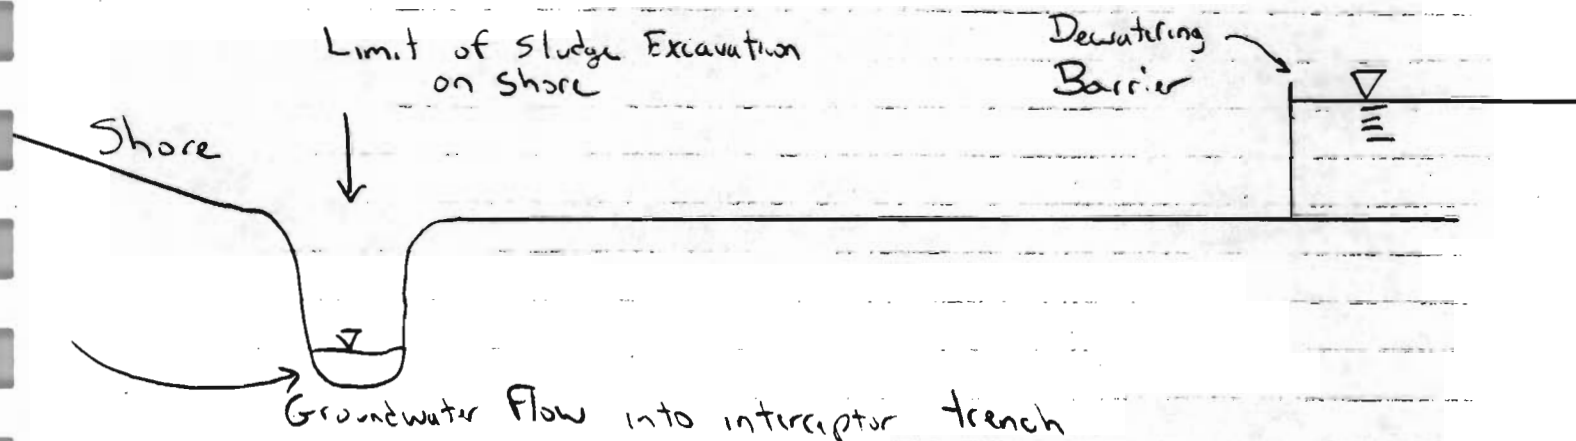 Limit of Sludge Excavation
on Shore
Dewatering
Barrier
Shore
Groundwater Flow into interceptor trench